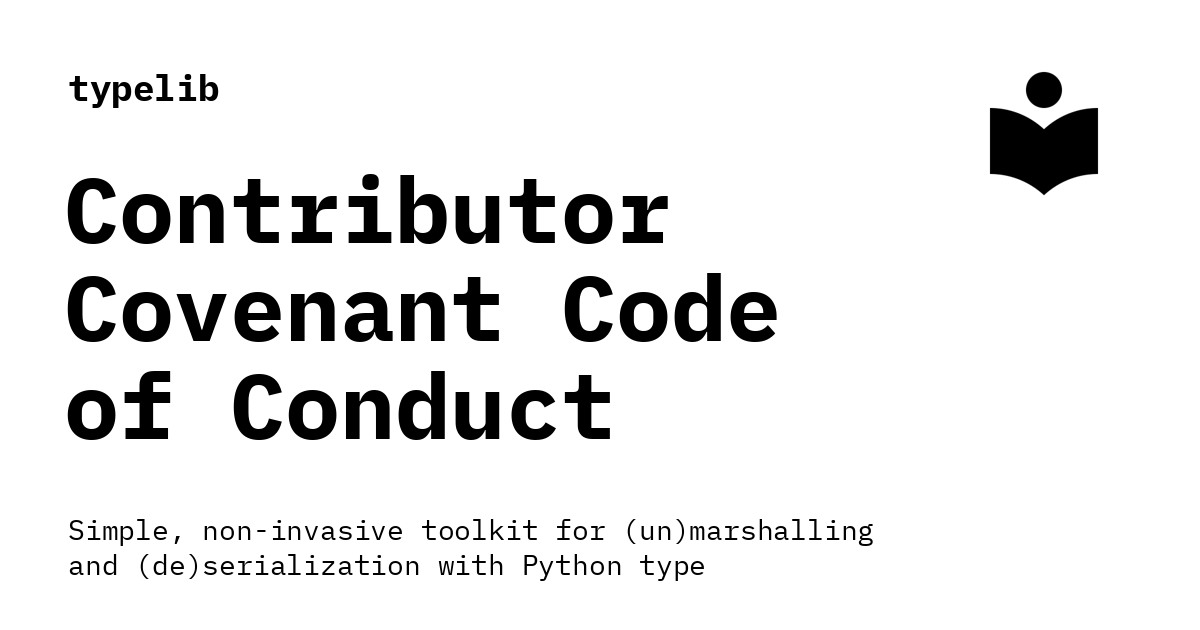 typelib
Contributor
Covenant Code
of Conduct
Simple, non-invasive toolkit for (un)marshalling
and (de)serialization with Python type